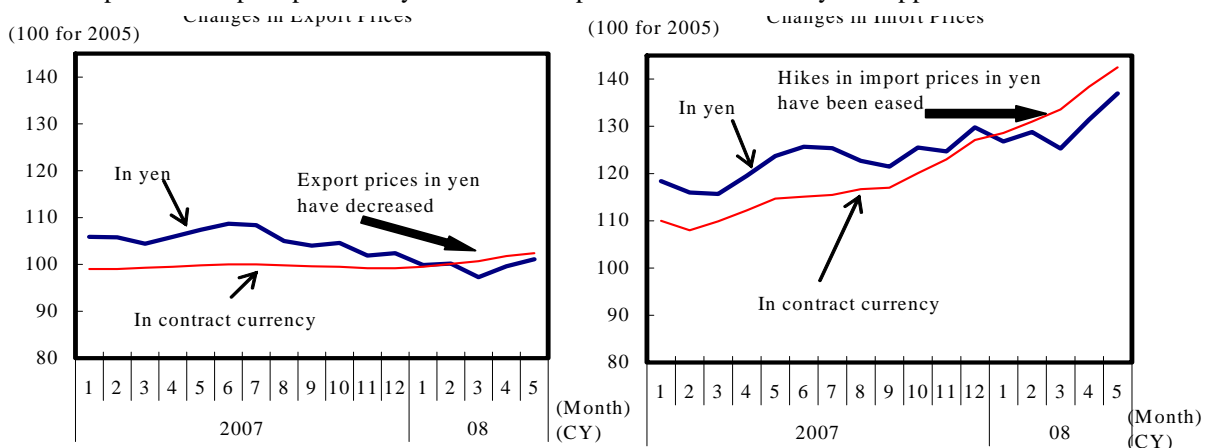 Changes in Export Prices
(100 for 2005)
140
130
120
110
100
90
80
In yen
Export prices in yen
have decreased
In contract currency
1 2 3 4 5 6 7 8 9 10 11 12 1 2 3 4 5
(Month)
2007 08 (CY)
Changes in Imort Prices
(100 for 2005)
140
130
120
110
100
90
80
Hikes in import prices in yen
have been eased
In yen
In contract currency
1 2 3 4 5 6 7 8 9 10 11 12 1 2 3 4 5
(Month)
2007 08 (CY)